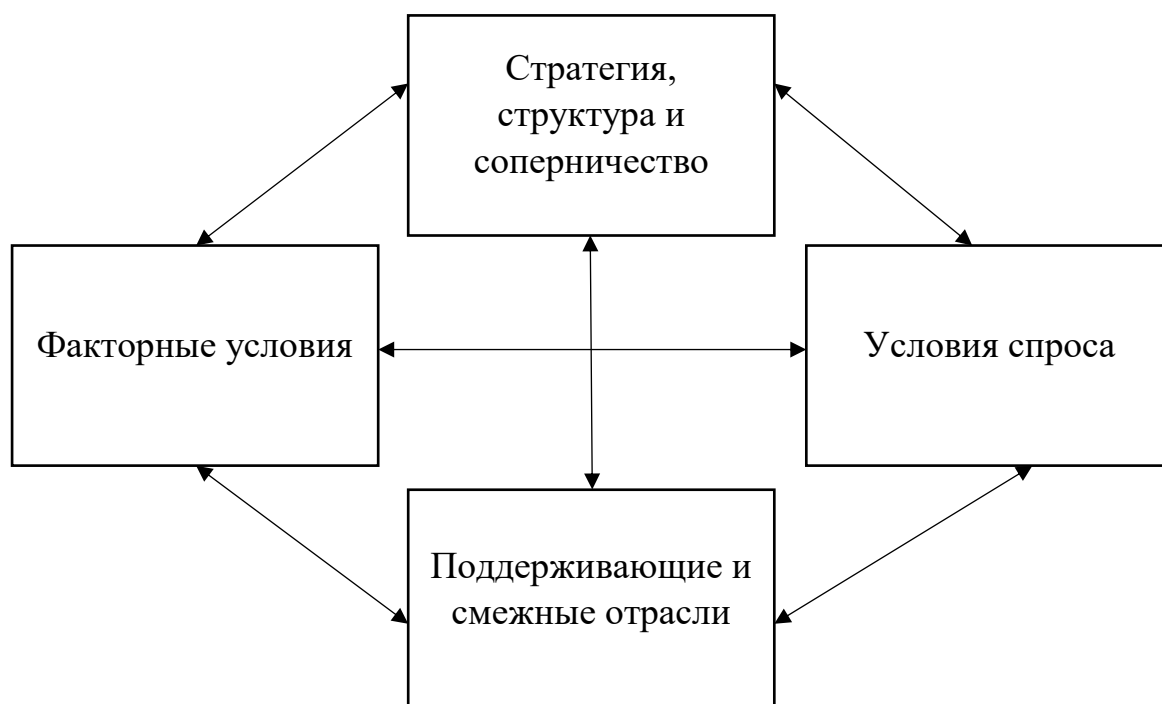 Стратегия,
структура и
соперничество
Факторные условия
Условия спроса
Поддерживающие и
смежные отрасли